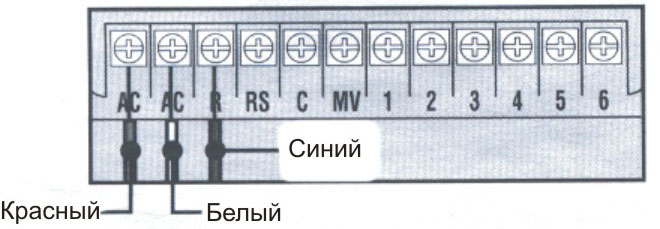 AC AC R RS C MV 1 2 3 4 5 6
Синий
Красный Белый